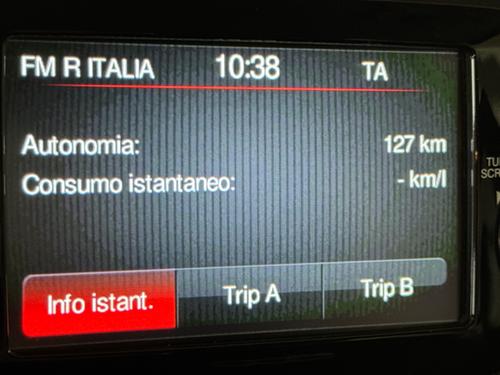 FM R ITALIA 10:38 TA
Autonomia: 127 km
Consumo istantaneo: - km/l
Info istant. Trip A Trip B